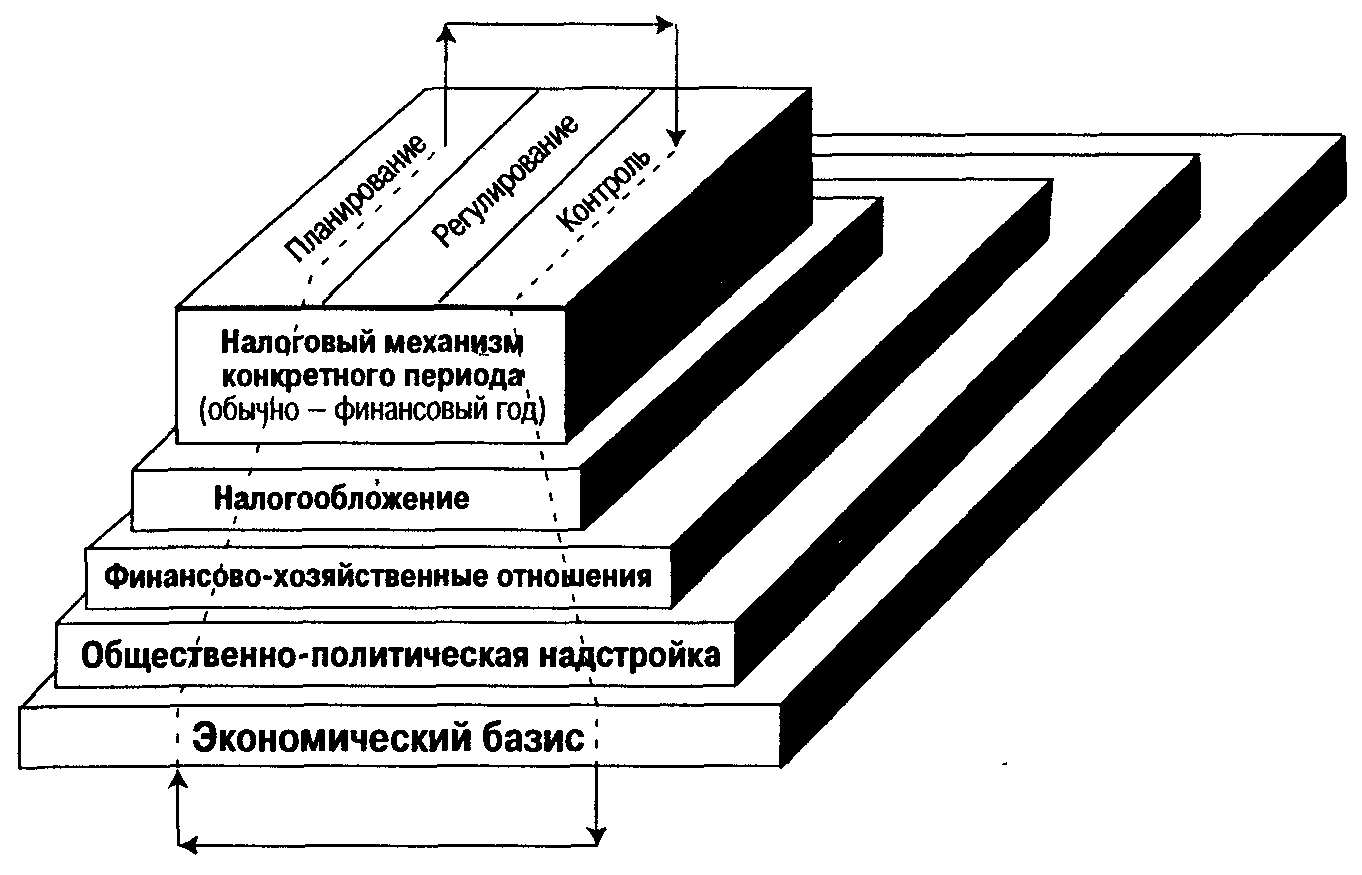 Планирование
Регулирование
Контроль
Налоговый механизм
конкретного периода
(обычно – финансовый год)
Налогообложение
Финансово-хозяйственные отношения
Общественно-политическая надстройка
Экономический базис